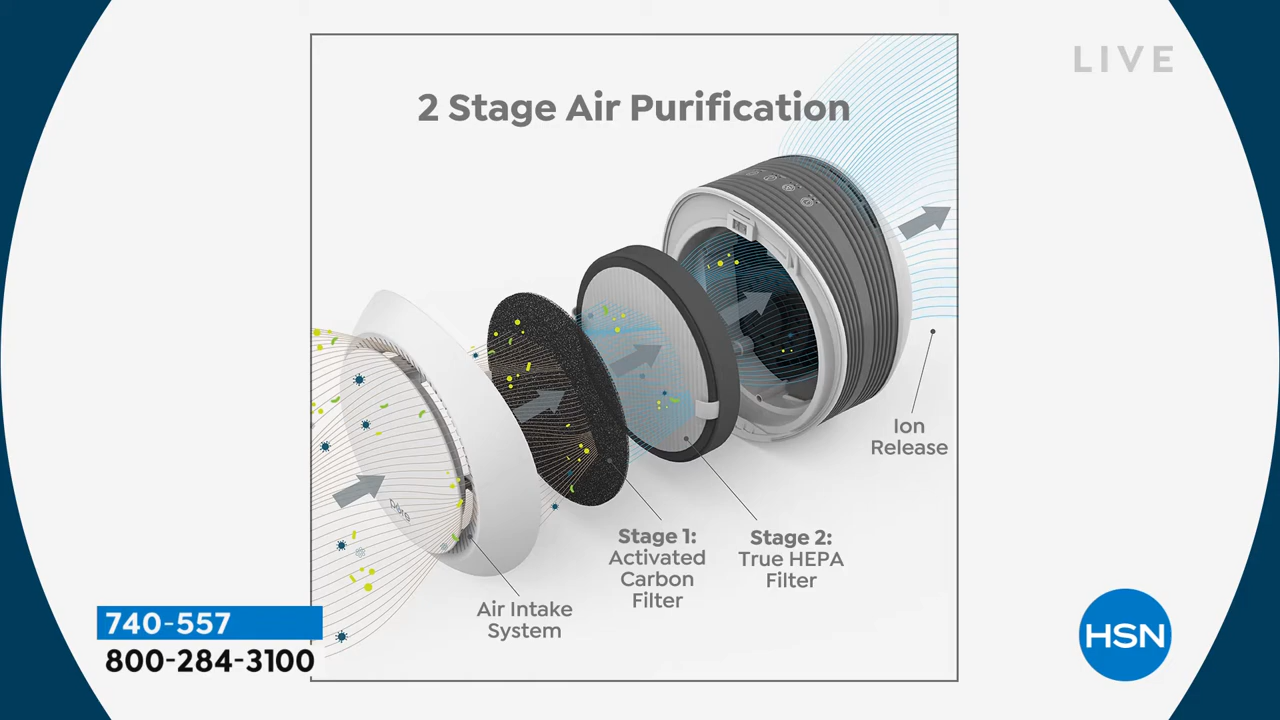 LIVE
2 Stage Air Purification
Ion
Release
Stage 1:
Activated
Carbon
Filter
Stage 2:
True HEPA
Filter
Air Intake
System
740-557
800-284-3100
HSN